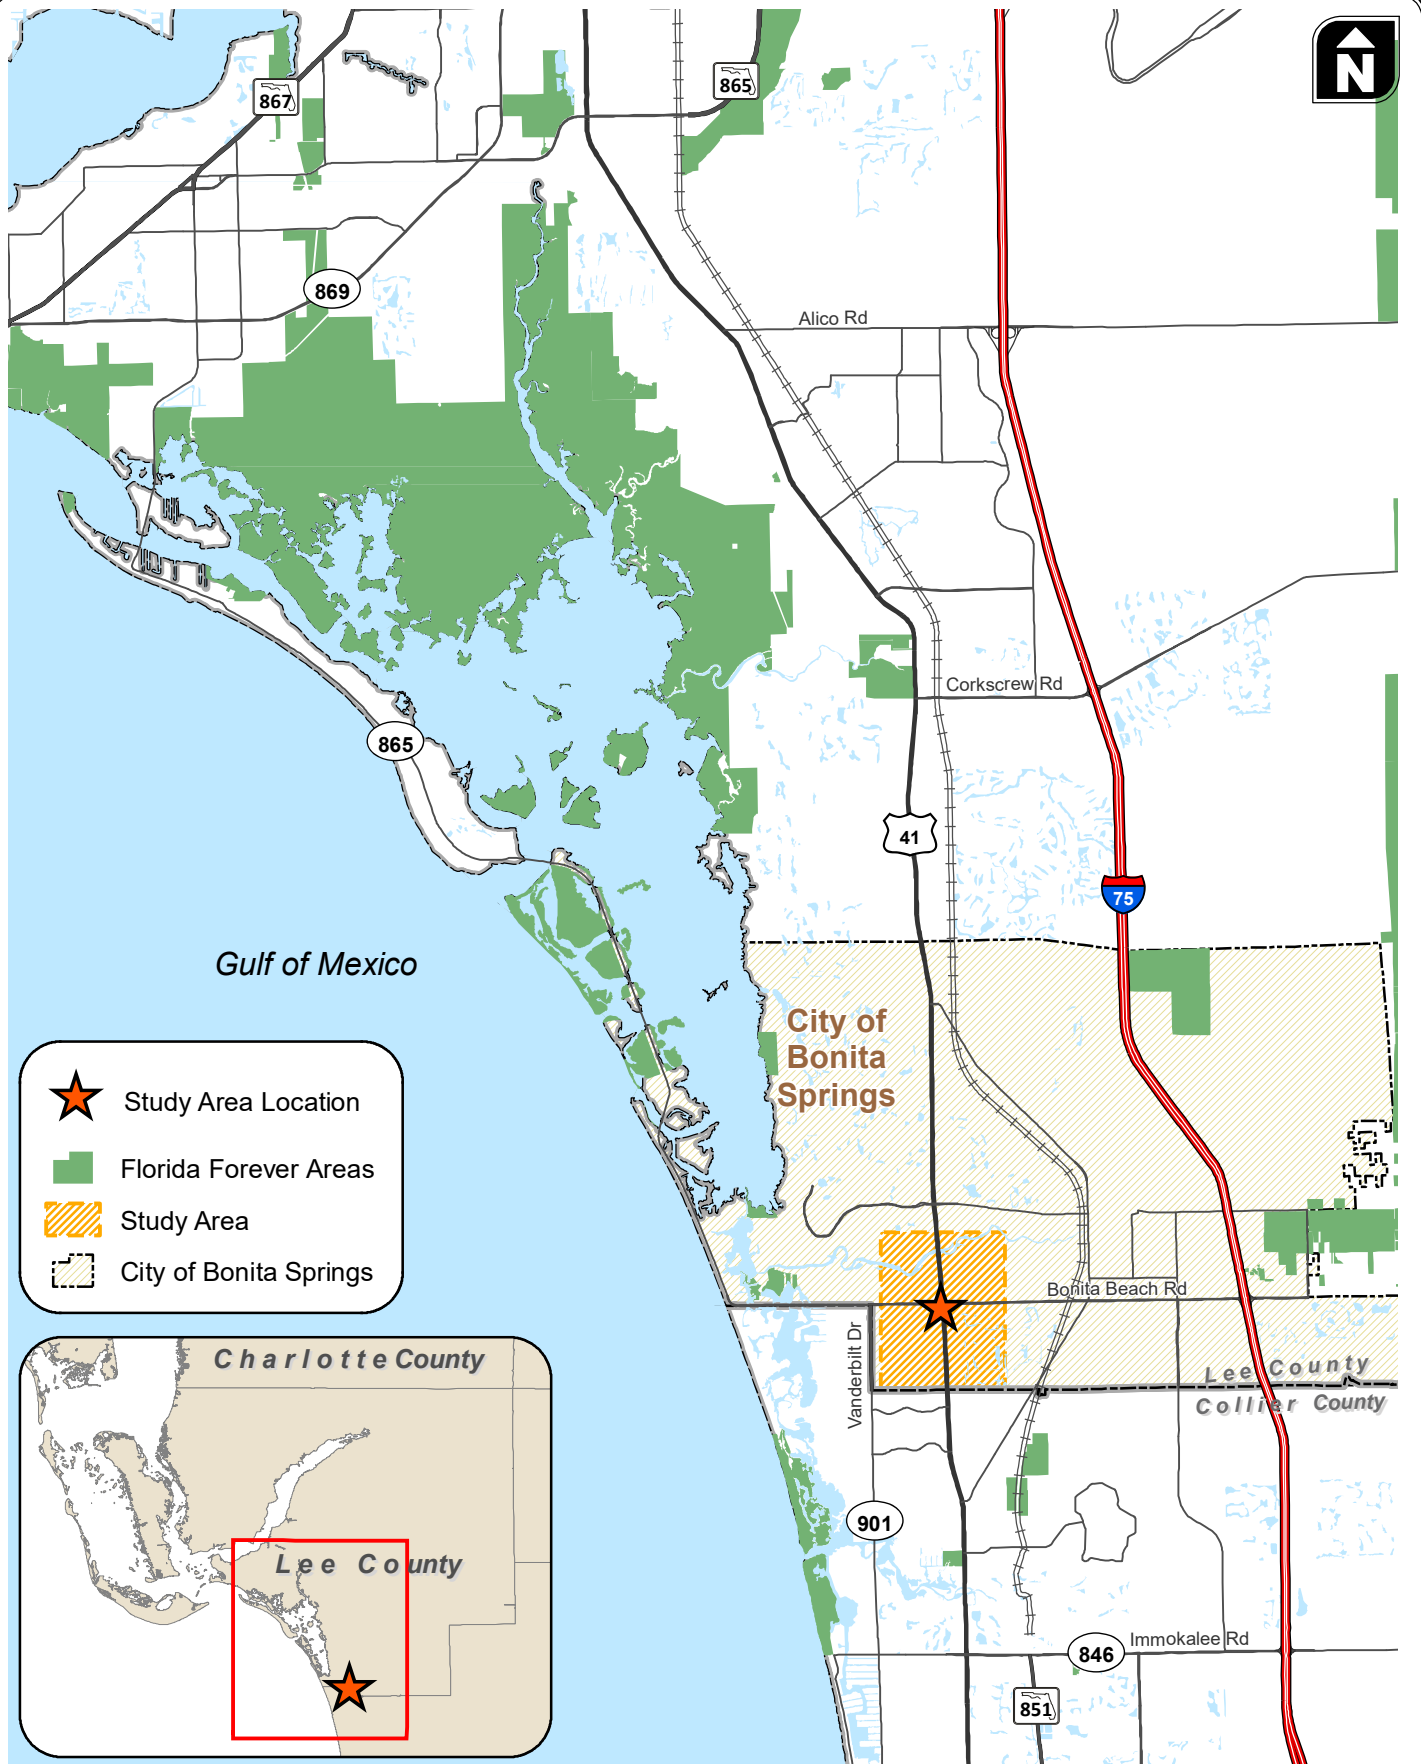 867
865
N
869
Alico Rd
Corkscrew Rd
865
41
75
Gulf of Mexico
City of
Bonita
Springs
Study Area Location
Florida Forever Areas
Study Area
City of Bonita Springs
Bonita Beach Rd
Vanderbilt Dr
Lee County
Collier County
Charlotte County
Lee County
901
Immokalee Rd
846
851